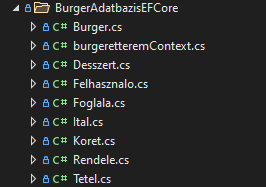 BurgerAdatbazisEFCore
C# Burger.cs
C# burgeretteremContext.cs
C# Desszert.cs
C# Felhasznalo.cs
C# Foglala.cs
C# Ital.cs
C# Koret.cs
C# Rendele.cs
C# Tetel.cs